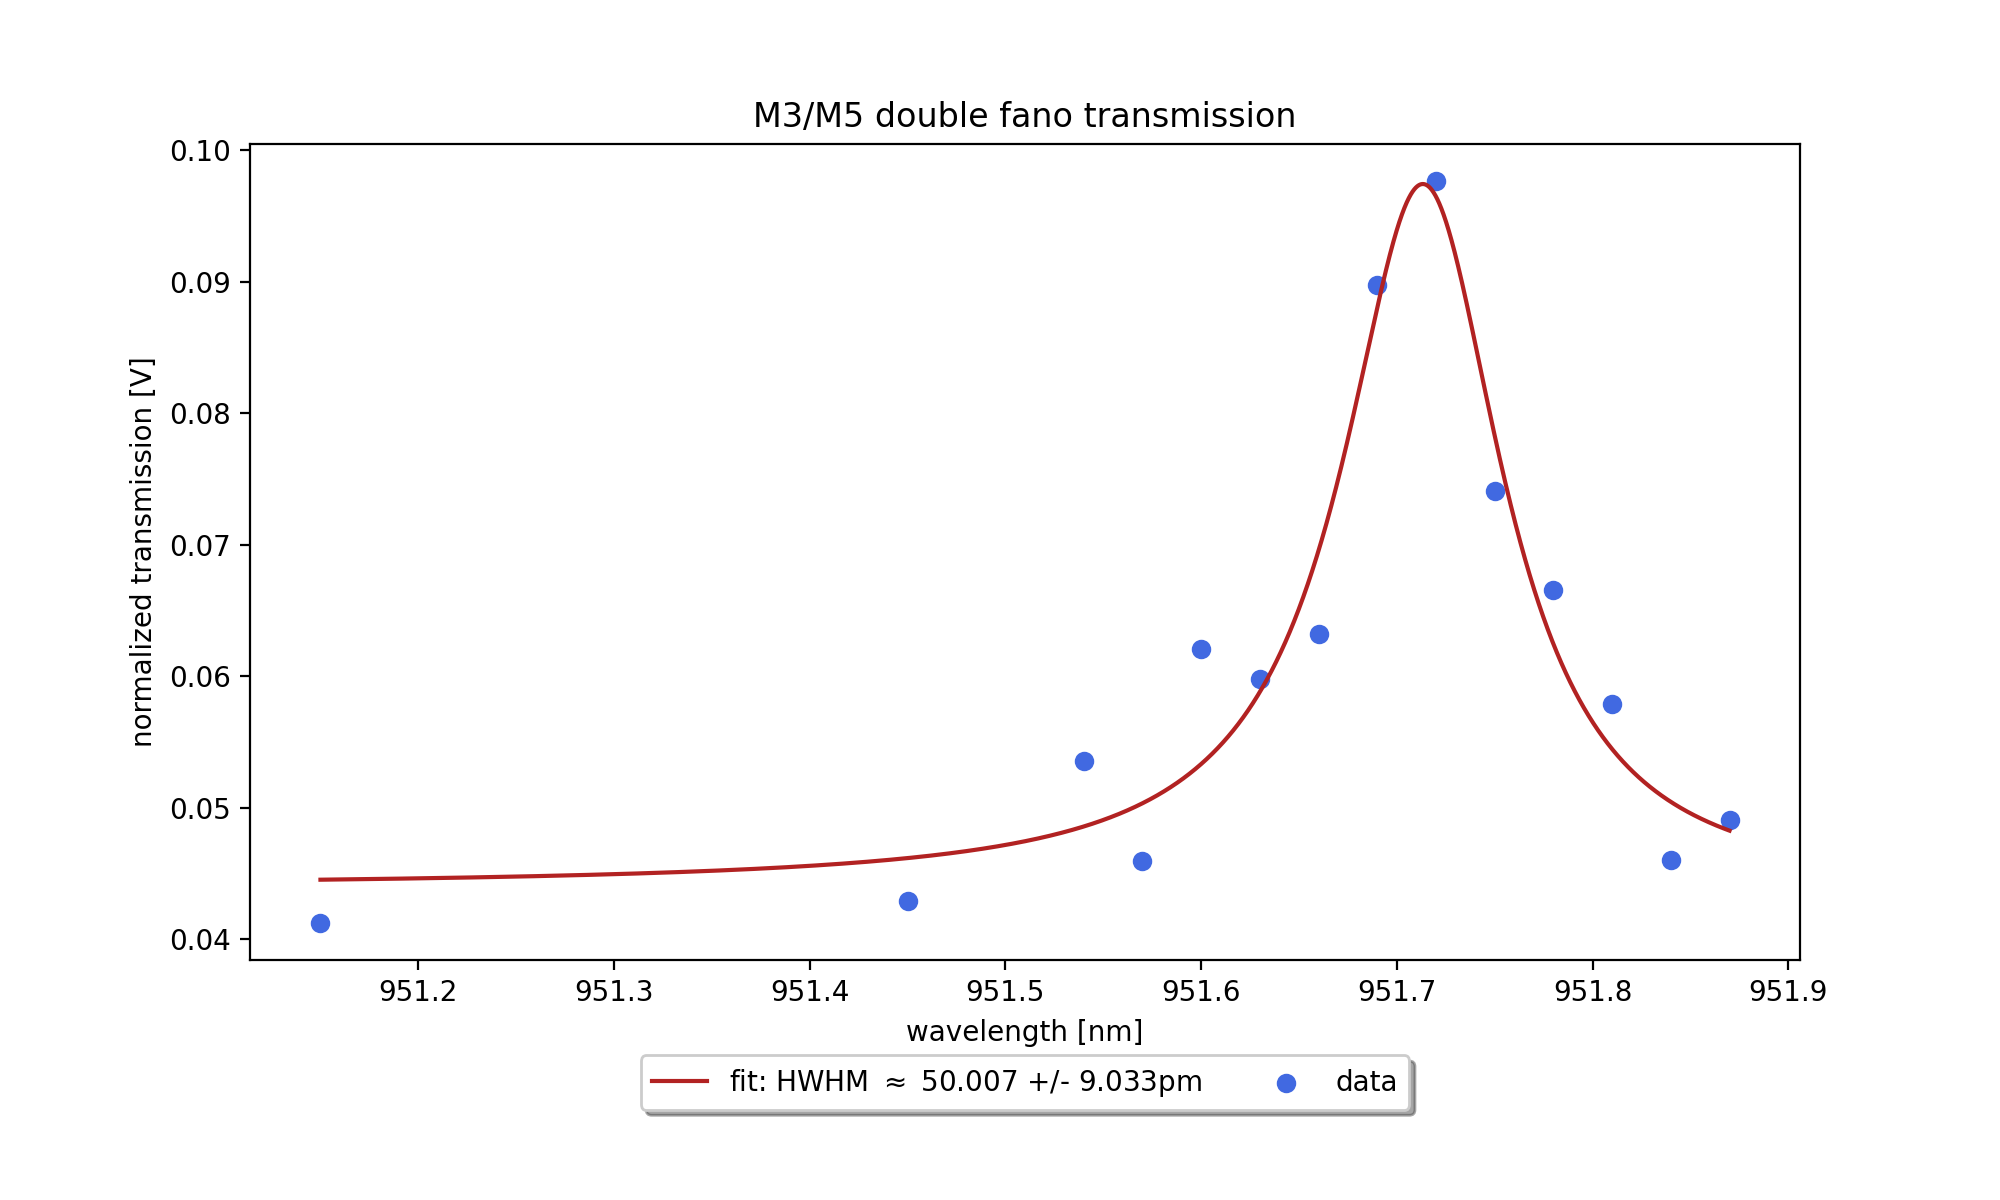 M3/M5 double fano transmission
0.10
0.09
0.08
0.07
0.06
0.05
0.04
normalized transmission [V]
951.2 951.3 951.4 951.5 951.6 951.7 951.8 951.9
wavelength [nm]
fit: HWHM ≈ 50.007 +/- 9.033pm data